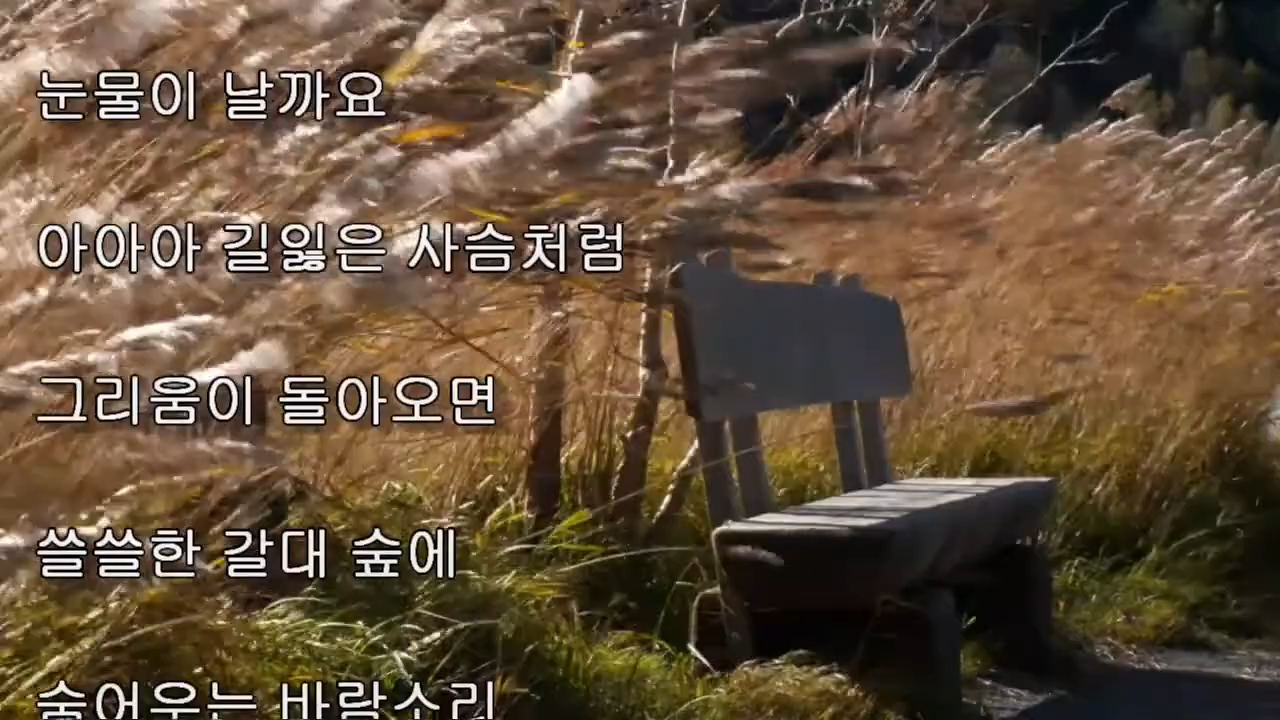 눈물이 날까요
아아아 길잃은 사슴처럼
그리움이 돌아오면
쓸쓸한 갈대 숲에
숨어우는 바람소리